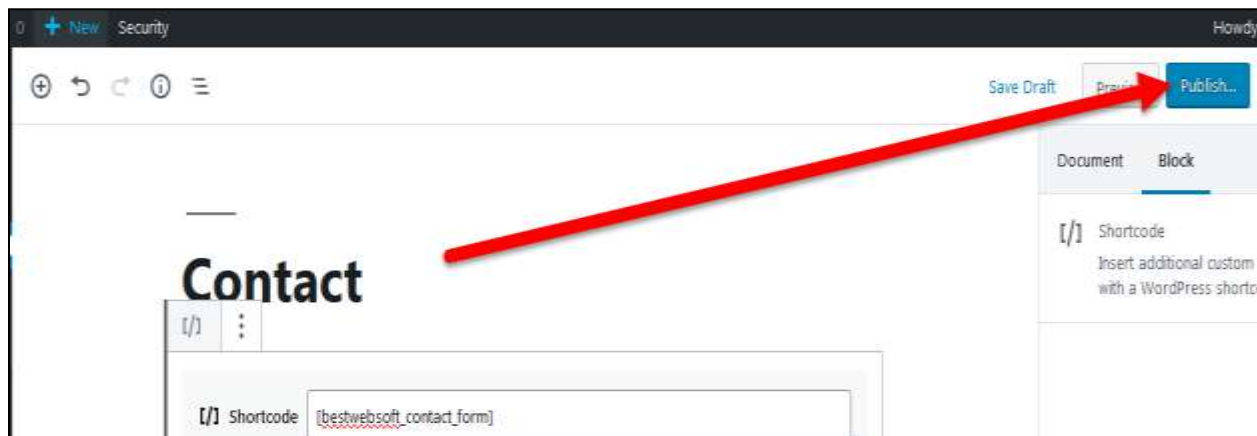 0 + New Security Howdy
Save Draft Preview Publish...
Document Block
[/] Shortcode
Insert additional custom
with a WordPress shortc
Contact
[/]
[/] Shortcode [bestwebsoft_contact_form]